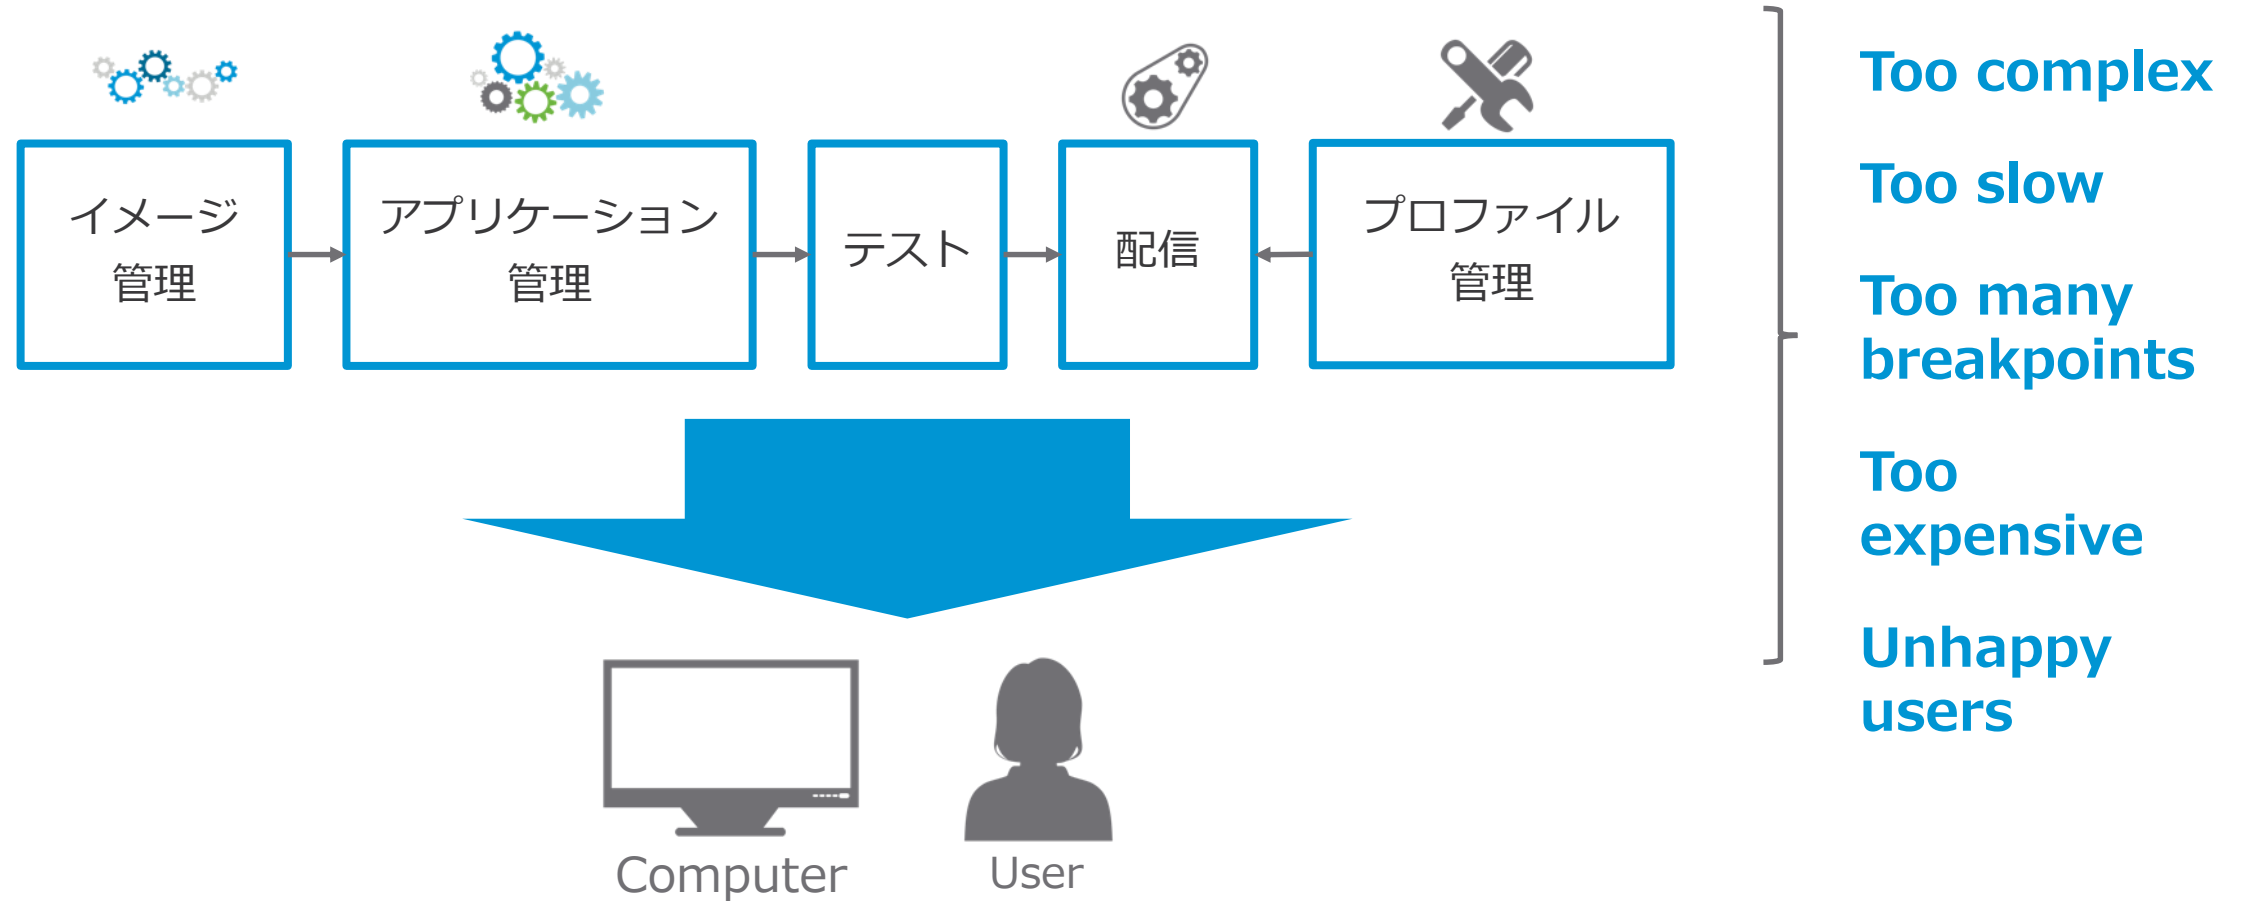 イメージ
管理
アプリケーション
管理
テスト
配信
プロファイル
管理
Too complex
Too slow
Too many
breakpoints
Too
expensive
Unhappy
users
Computer
User